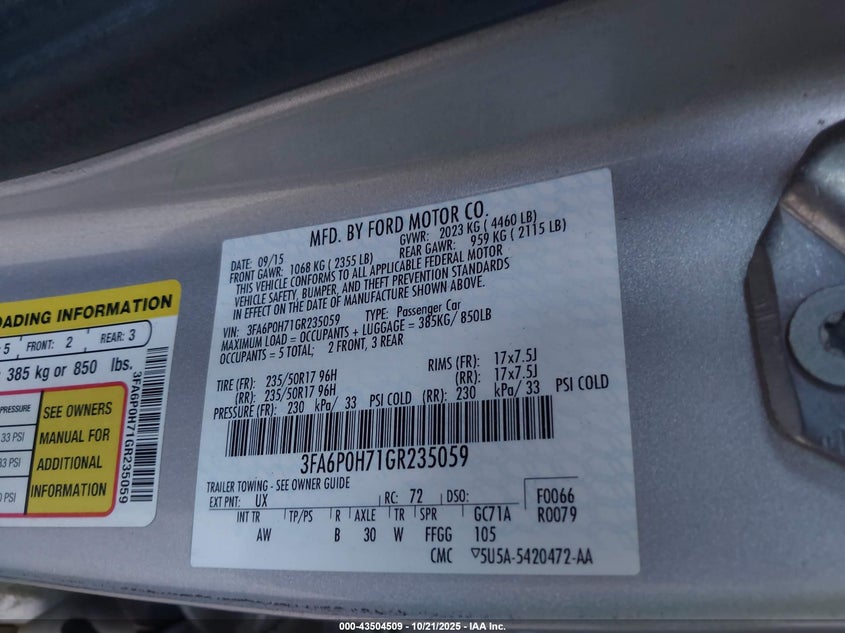 MFD. BY FORD MOTOR CO.
DATE: 09/15 GVWR: 2023 KG ( 4460 LB)
FRONT GAWR: 1068 KG ( 2355 LB) REAR GAWR: 959 KG ( 2115 LB)
THIS VEHICLE CONFORMS TO ALL APPLICABLE FEDERAL MOTOR
VEHICLE SAFETY, BUMPER, AND THEFT PREVENTION STANDARDS
IN EFFECT ON THE DATE OF MANUFACTURE SHOWN ABOVE.
VIN: 3FA6P0H71GR235059 TYPE: Passenger Car
MAXIMUM LOAD = OCCUPANTS + LUGGAGE = 385KG/ 850LB
OCCUPANTS = 5 TOTAL; 2 FRONT, 3 REAR
TIRE (FR): 235/50R17 96H RIMS (FR): 17x7.5J
(RR): 235/50R17 96H (RR): 17x7.5J
PRESSURE (FR): 230 kPa/ 33 PSI COLD (RR): 230 kPa/ 33 PSI COLD
3FA6P0H71GR235059
TRAILER TOWING - SEE OWNER GUIDE
EXT PNT: UX RC: 72 DSO: F0066
INT TR TP/PS R AXLE TR SPR GC71A R0079
AW B 30 W FFGG 105
CMC ▽5U5A-5420472-AA
OADING INFORMATION
5 FRONT: 2 REAR: 3
385 kg or 850 lbs.
PRESSURE
33 PSI
33 PSI
PSI
SEE OWNERS
MANUAL FOR
ADDITIONAL
INFORMATION
3FA6P0H71GR235059
000-43504509 - 10/21/2025 - IAA Inc.